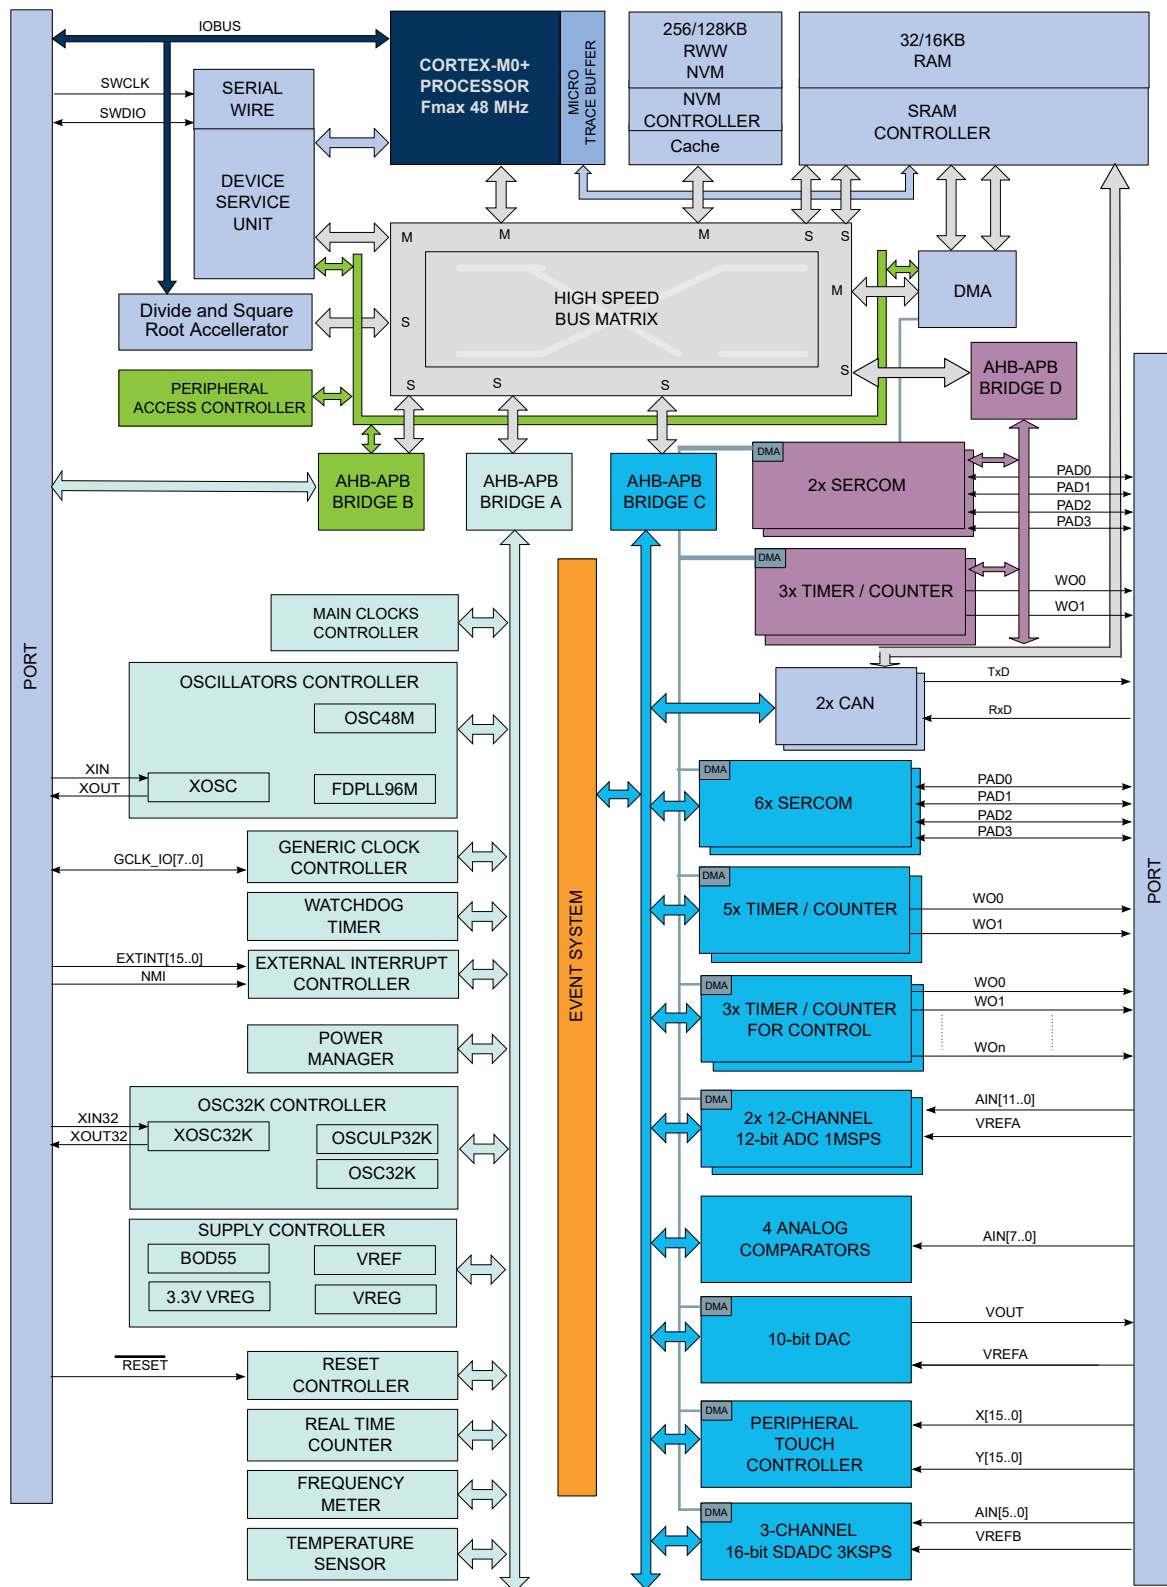 IOBUS
SWCLK
SWDIO
SERIAL
WIRE
DEVICE
SERVICE
UNIT
CORTEX-M0+
PROCESSOR
Fmax 48 MHz
MICRO
TRACE BUFFER
256/128KB
RWW
NVM
NVM
CONTROLLER
Cache
32/16KB
RAM
SRAM
CONTROLLER
M
M
M
S
S
Divide and Square
Root Accellerator
S
HIGH SPEED
BUS MATRIX
M
DMA
PERIPHERAL
ACCESS CONTROLLER
S
S
S
S
AHB-APB
BRIDGE D
AHB-APB
BRIDGE B
AHB-APB
BRIDGE A
AHB-APB
BRIDGE C
DMA
2x SERCOM
PAD0
PAD1
PAD2
PAD3
DMA
3x TIMER / COUNTER
WO0
WO1
PORT
PORT
EVENT SYSTEM
MAIN CLOCKS
CONTROLLER
OSCILLATORS CONTROLLER
OSC48M
XIN
XOUT
XOSC
FDPLL96M
2x CAN
TxD
RxD
DMA
6x SERCOM
PAD0
PAD1
PAD2
PAD3
GCLK_IO[7..0]
GENERIC CLOCK
CONTROLLER
WATCHDOG
TIMER
DMA
5x TIMER / COUNTER
WO0
WO1
EXTINT[15..0]
NMI
EXTERNAL INTERRUPT
CONTROLLER
DMA
3x TIMER / COUNTER
FOR CONTROL
WO0
WO1
WOn
POWER
MANAGER
OSC32K CONTROLLER
XIN32
XOUT32
XOSC32K
OSCULP32K
OSC32K
DMA
2x 12-CHANNEL
12-bit ADC 1MSPS
AIN[11..0]
VREFA
SUPPLY CONTROLLER
BOD55
VREF
3.3V VREG
VREG
4 ANALOG
COMPARATORS
AIN[7..0]
DMA
10-bit DAC
VOUT
VREFA
RESET
RESET
CONTROLLER
REAL TIME
COUNTER
DMA
PERIPHERAL
TOUCH
CONTROLLER
X[15..0]
Y[15..0]
FREQUENCY
METER
TEMPERATURE
SENSOR
DMA
3-CHANNEL
16-bit SDADC 3KSPS
AIN[5..0]
VREFB